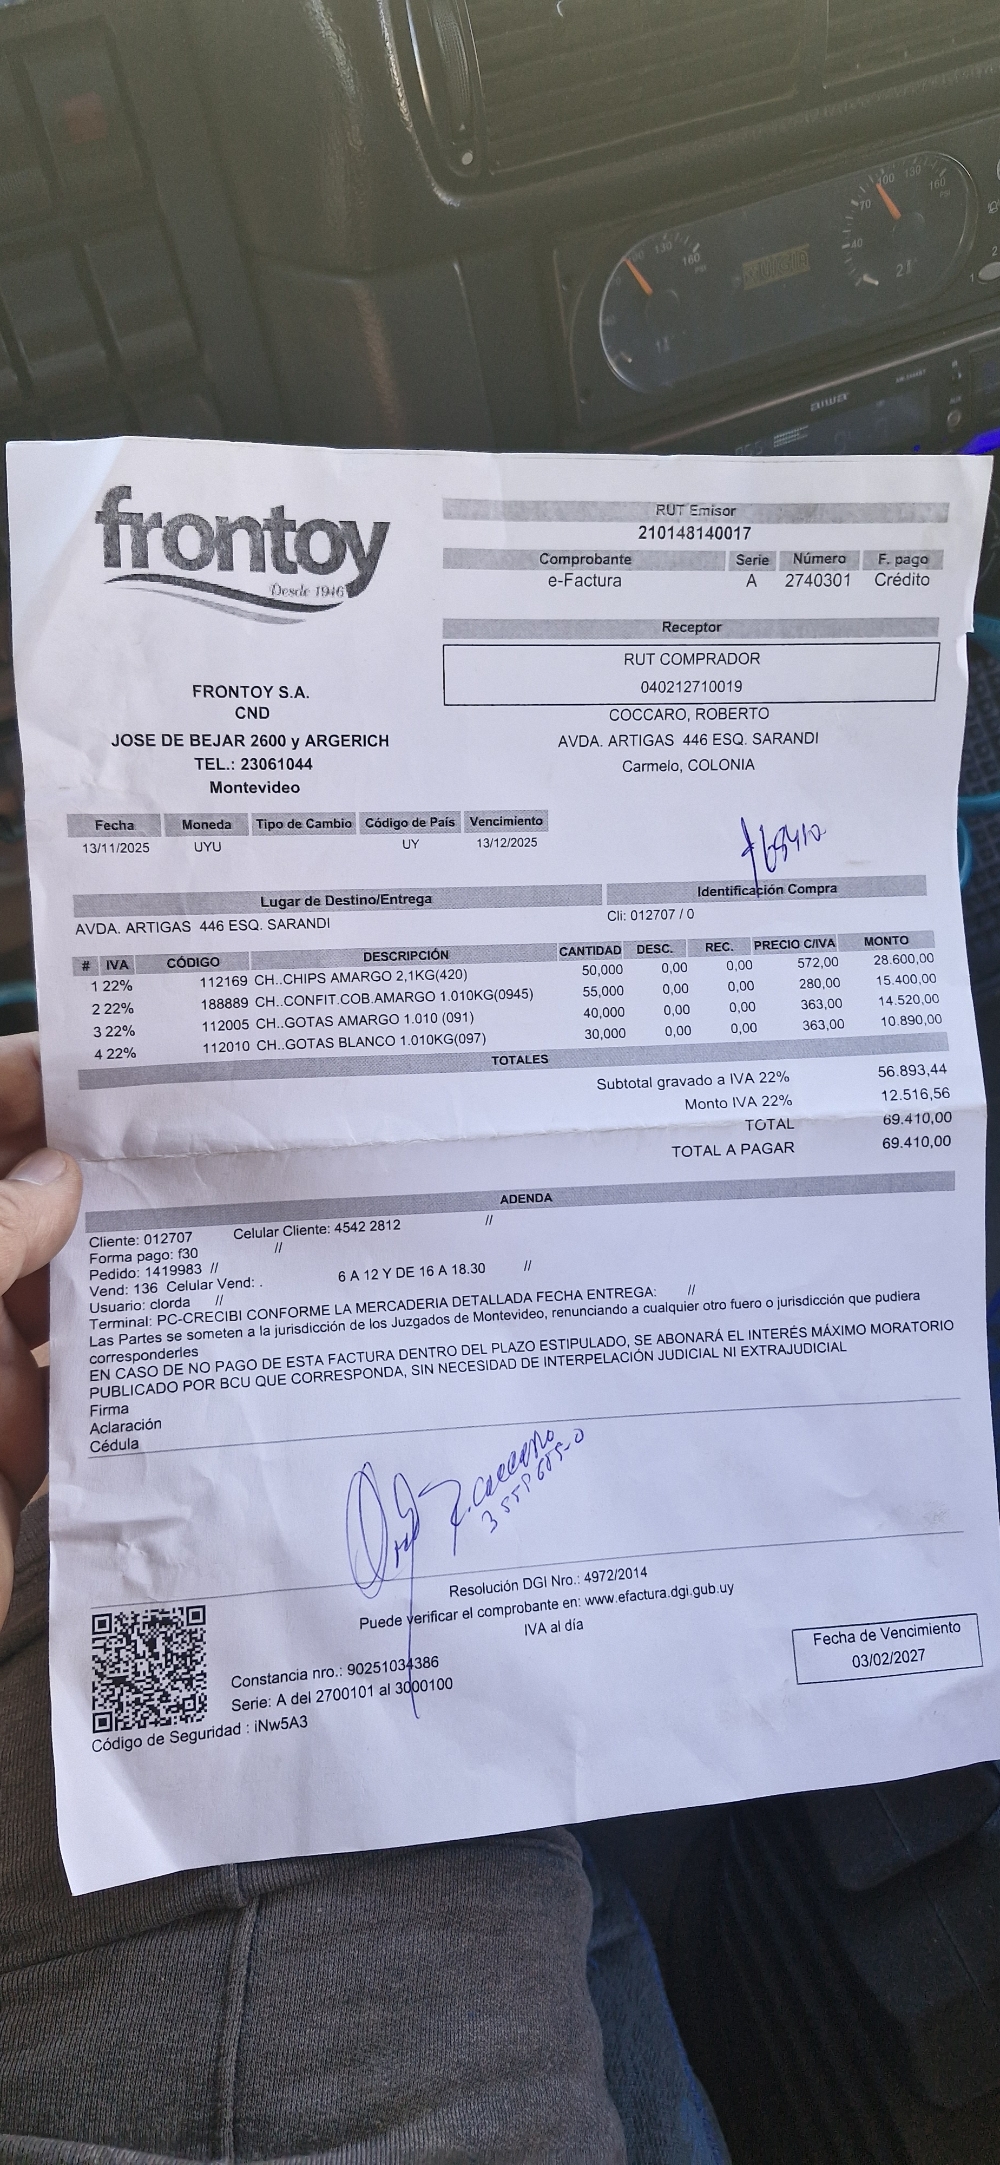 frontoy
Desde 1946
RUT Emisor
210148140017
Comprobante Serie Número F. pago
e-Factura A 2740301 Crédito
Receptor
RUT COMPRADOR
040212710019
COCCARO, ROBERTO
AVDA. ARTIGAS 446 ESQ. SARANDI
Carmelo, COLONIA
FRONTOY S.A.
CND
JOSE DE BEJAR 2600 y ARGERICH
TEL.: 23061044
Montevideo
Fecha Moneda Tipo de Cambio Código de País Vencimiento
13/11/2025 UYU UY 13/12/2025
Lugar de Destino/Entrega Identificación Compra
AVDA. ARTIGAS 446 ESQ. SARANDI Cli: 012707 / 0
# IVA CÓDIGO DESCRIPCIÓN CANTIDAD DESC. REC. PRECIO C/IVA MONTO
1 22% 112169 CH..CHIPS AMARGO 2,1KG(420) 50,000 0,00 0,00 572,00 28.600,00
2 22% 188889 CH..CONFIT.COB.AMARGO 1.010KG(0945) 55,000 0,00 0,00 280,00 15.400,00
3 22% 112005 CH..GOTAS AMARGO 1.010 (091) 40,000 0,00 0,00 363,00 14.520,00
4 22% 112010 CH..GOTAS BLANCO 1.010KG(097) 30,000 0,00 0,00 363,00 10.890,00
TOTALES
Subtotal gravado a IVA 22% 56.893,44
Monto IVA 22% 12.516,56
TOTAL 69.410,00
TOTAL A PAGAR 69.410,00
ADENDA
Cliente: 012707 Celular Cliente: 4542 2812 //
Forma pago: f30 //
Pedido: 1419983 //
Vend: 136 Celular Vend: . 6 A 12 Y DE 16 A 18.30 //
Usuario: clorda //
Terminal: PC-CRECIBI CONFORME LA MERCADERIA DETALLADA FECHA ENTREGA: //
Las Partes se someten a la jurisdicción de los Juzgados de Montevideo, renunciando a cualquier otro fuero o jurisdicción que pudiera
corresponderles
EN CASO DE NO PAGO DE ESTA FACTURA DENTRO DEL PLAZO ESTIPULADO, SE ABONARÁ EL INTERÉS MÁXIMO MORATORIO
PUBLICADO POR BCU QUE CORRESPONDA, SIN NECESIDAD DE INTERPELACIÓN JUDICIAL NI EXTRAJUDICIAL
Firma
Aclaración
Cédula
R. Coccaro
Resolución DGI Nro.: 4972/2014
Puede verificar el comprobante en: www.efactura.dgi.gub.uy
IVA al día
Fecha de Vencimiento
03/02/2027
Constancia nro.: 90251034386
Serie: A del 2700101 al 3000100
Código de Seguridad : iNw5A3